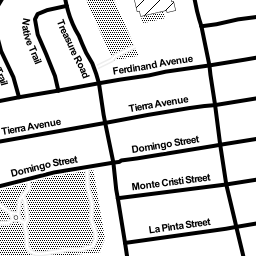 Native Trail
Treasure Road
Trail
Ferdinand Avenue
Tierra Avenue
Tierra Avenue
Domingo Street
Domingo Street
Monte Cristi Street
La Pinta Street